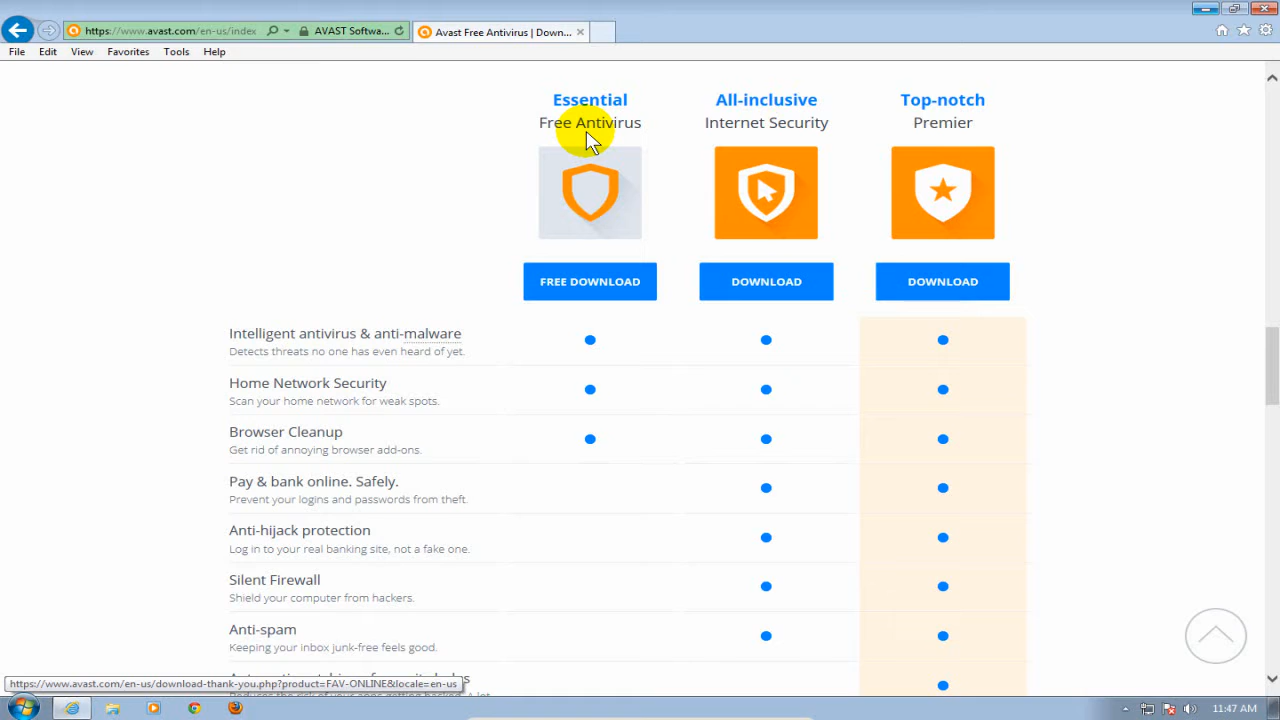 https://www.avast.com/en-us/index
AVAST Softwa...
Avast Free Antivirus | Down...
File Edit View Favorites Tools Help
Essential All-inclusive Top-notch
Free Antivirus Internet Security Premier
FREE DOWNLOAD DOWNLOAD DOWNLOAD
Intelligent antivirus & anti-malware
Detects threats no one has even heard of yet.
Home Network Security
Scan your home network for weak spots.
Browser Cleanup
Get rid of annoying browser add-ons.
Pay & bank online. Safely.
Prevent your logins and passwords from theft.
Anti-hijack protection
Log in to your real banking site, not a fake one.
Silent Firewall
Shield your computer from hackers.
Anti-spam
Keeping your inbox junk-free feels good.
https://www.avast.com/en-us/download-thank-you.php?product=FAV-ONLINE&locale=en-us
11:47 AM